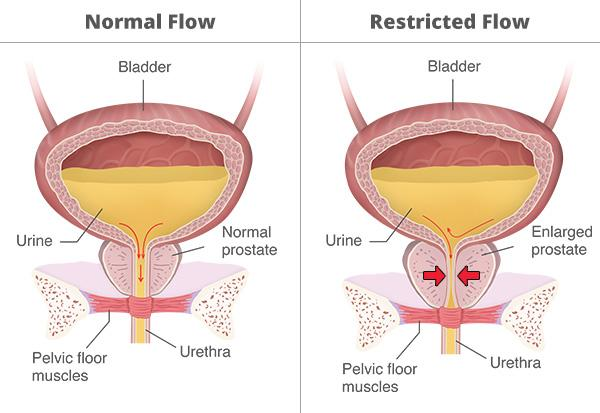 Normal Flow
Bladder
Urine
Normal
prostate
Pelvic floor
muscles
Urethra
Restricted Flow
Bladder
Urine
Enlarged
prostate
Pelvic floor
muscles
Urethra